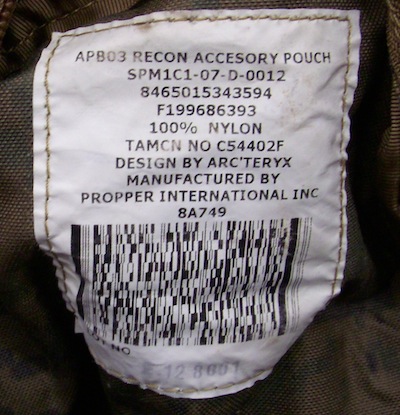 APB03 RECON ACCESORY POUCH
SPM1C1-07-D-0012
8465015343594
F199686393
100% NYLON
TAMCN NO C54402F
DESIGN BY ARC'TERYX
MANUFACTURED BY
PROPPER INTERNATIONAL INC
8A749
NO